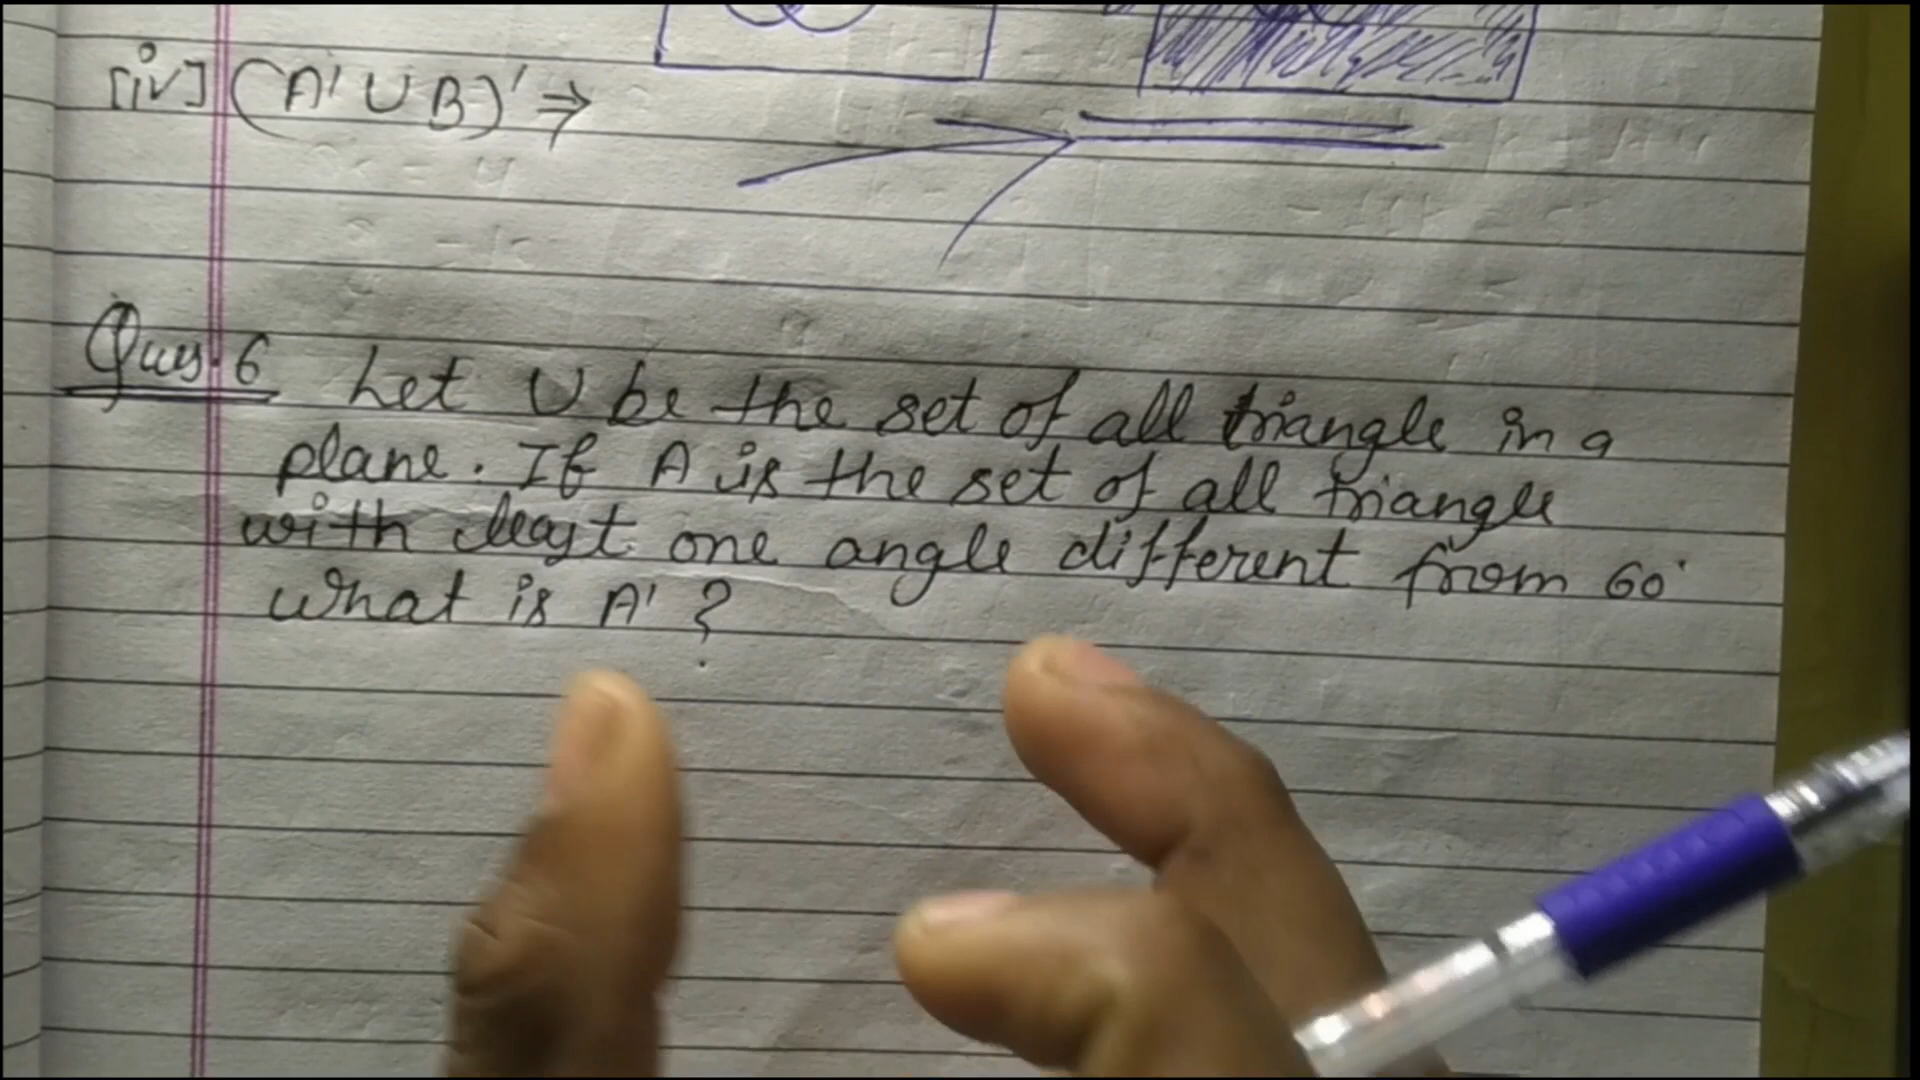 [iv] (A' ∪ B)' ⇒
Ques.6 Let U be the set of all triangle in a
plane. If A is the set of all triangle
with least one angle different from 60°
What is A' ?